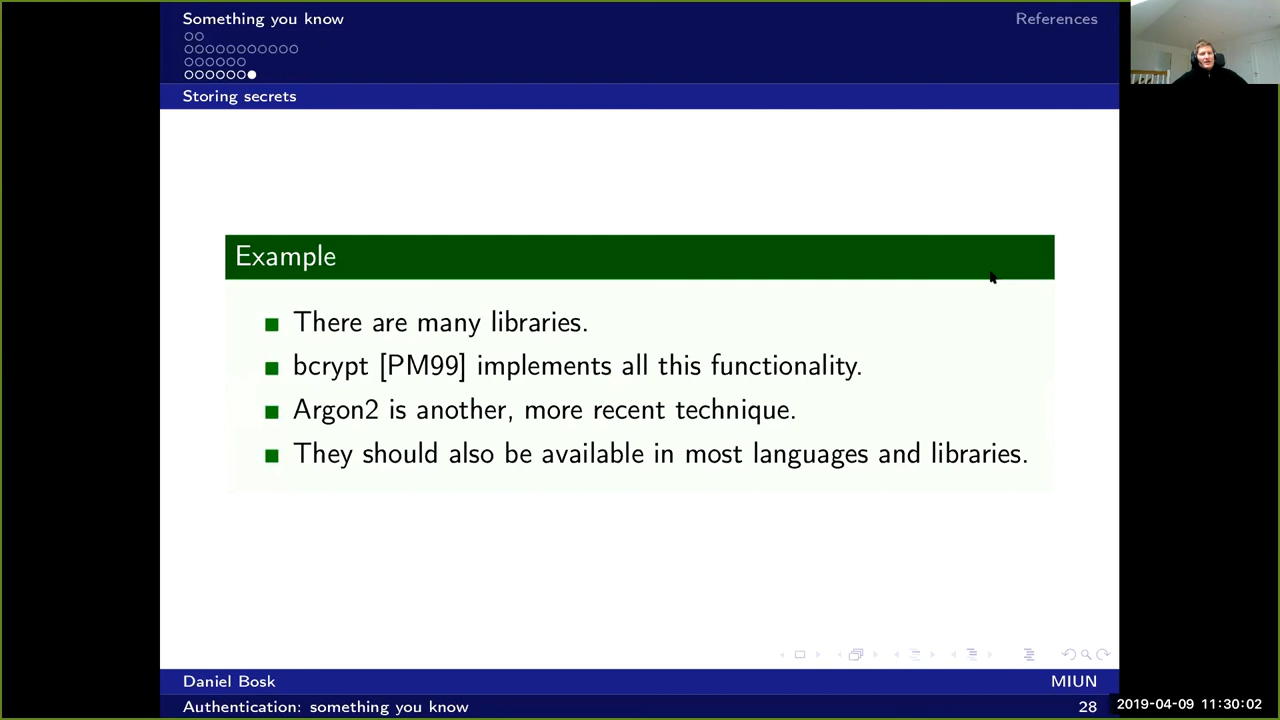 Something you know
References
Storing secrets
Example
There are many libraries.
bcrypt [PM99] implements all this functionality.
Argon2 is another, more recent technique.
They should also be available in most languages and libraries.
Daniel Bosk
MIUN
Authentication: something you know
28
2019-04-09 11:30:02